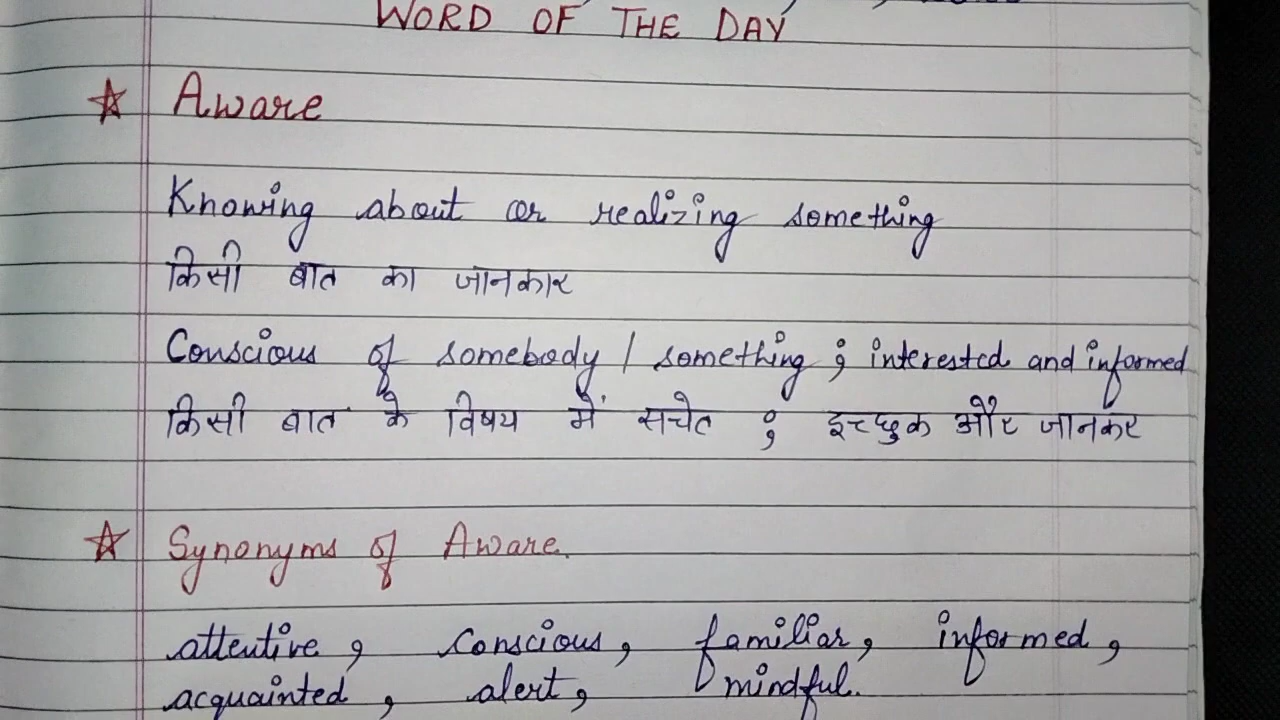 WORD OF THE DAY
☆ Aware
Knowing about or realizing something
किसी बात का जानकार
Conscious of somebody / something ; interested and informed
किसी बात के विषय में सचेत ; इच्छुक और जानकर
☆ Synonyms of Aware.
attentive, conscious, familiar, informed,
acquainted, alert, mindful.